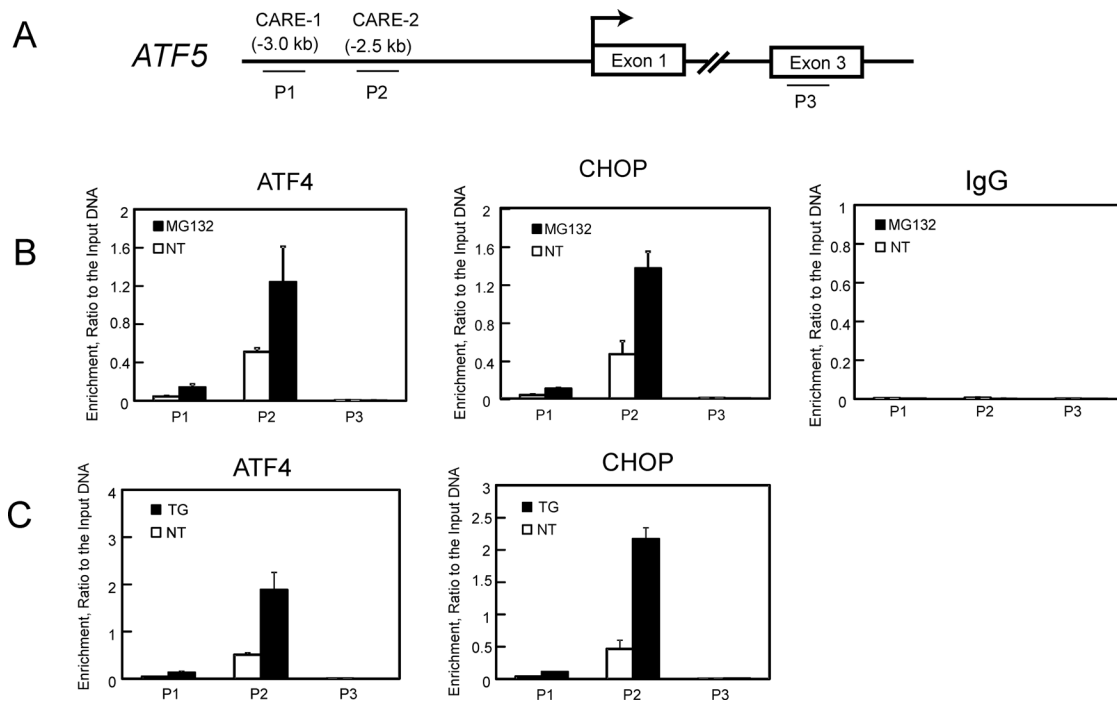 A
ATF5
CARE-1 CARE-2
(-3.0 kb) (-2.5 kb)
P1 P2
Exon 1 Exon 3
P3
B
ATF4
Enrichment, Ratio to the Input DNA
2
1.6
1.2
0.8
0.4
0
MG132
NT
P1 P2 P3
CHOP
Enrichment, Ratio to the Input DNA
2
1.6
1.2
0.8
0.4
0
MG132
NT
P1 P2 P3
IgG
Enrichment, Ratio to the Input DNA
1
0.8
0.6
0.4
0.2
0
MG132
NT
P1 P2 P3
C
ATF4
Enrichment, Ratio to the Input DNA
4
3
2
1
0
TG
NT
P1 P2 P3
CHOP
Enrichment, Ratio to the Input DNA
3
2.5
2
1.5
1
0.5
0
TG
NT
P1 P2 P3